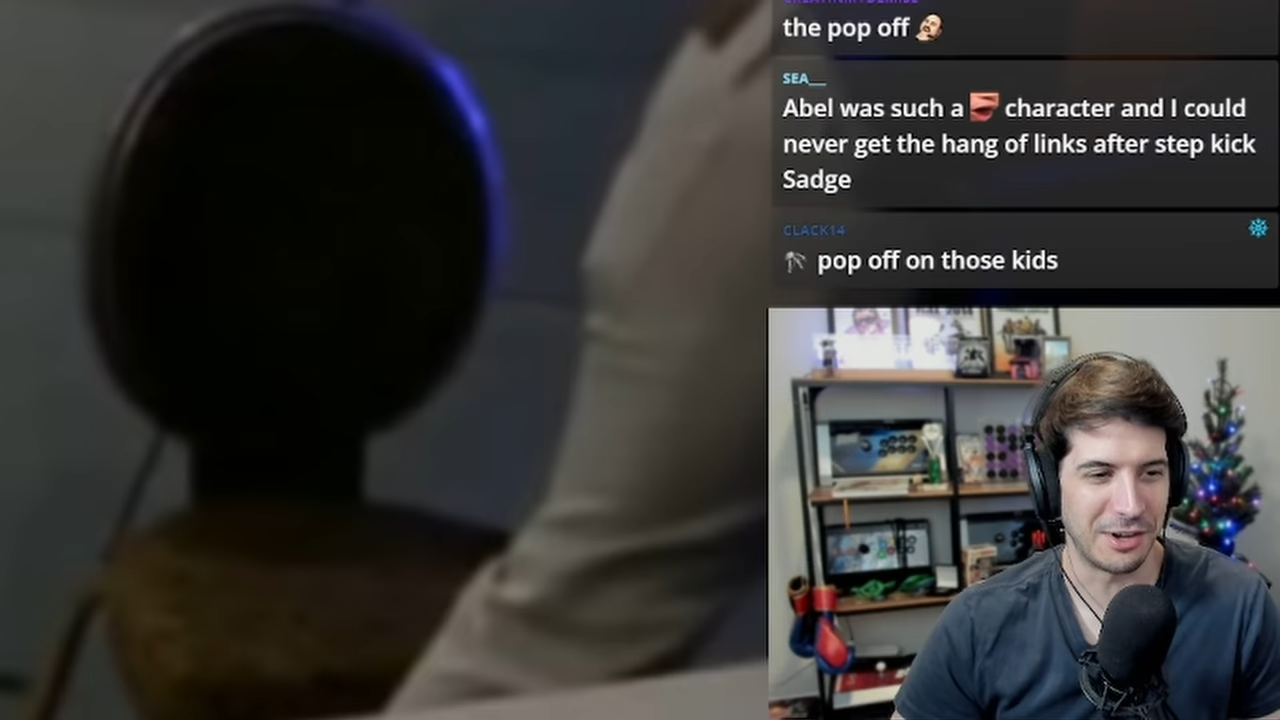 the pop off
SEA__
Abel was such a character and I could
never get the hang of links after step kick
Sadge
CLACK14
pop off on those kids